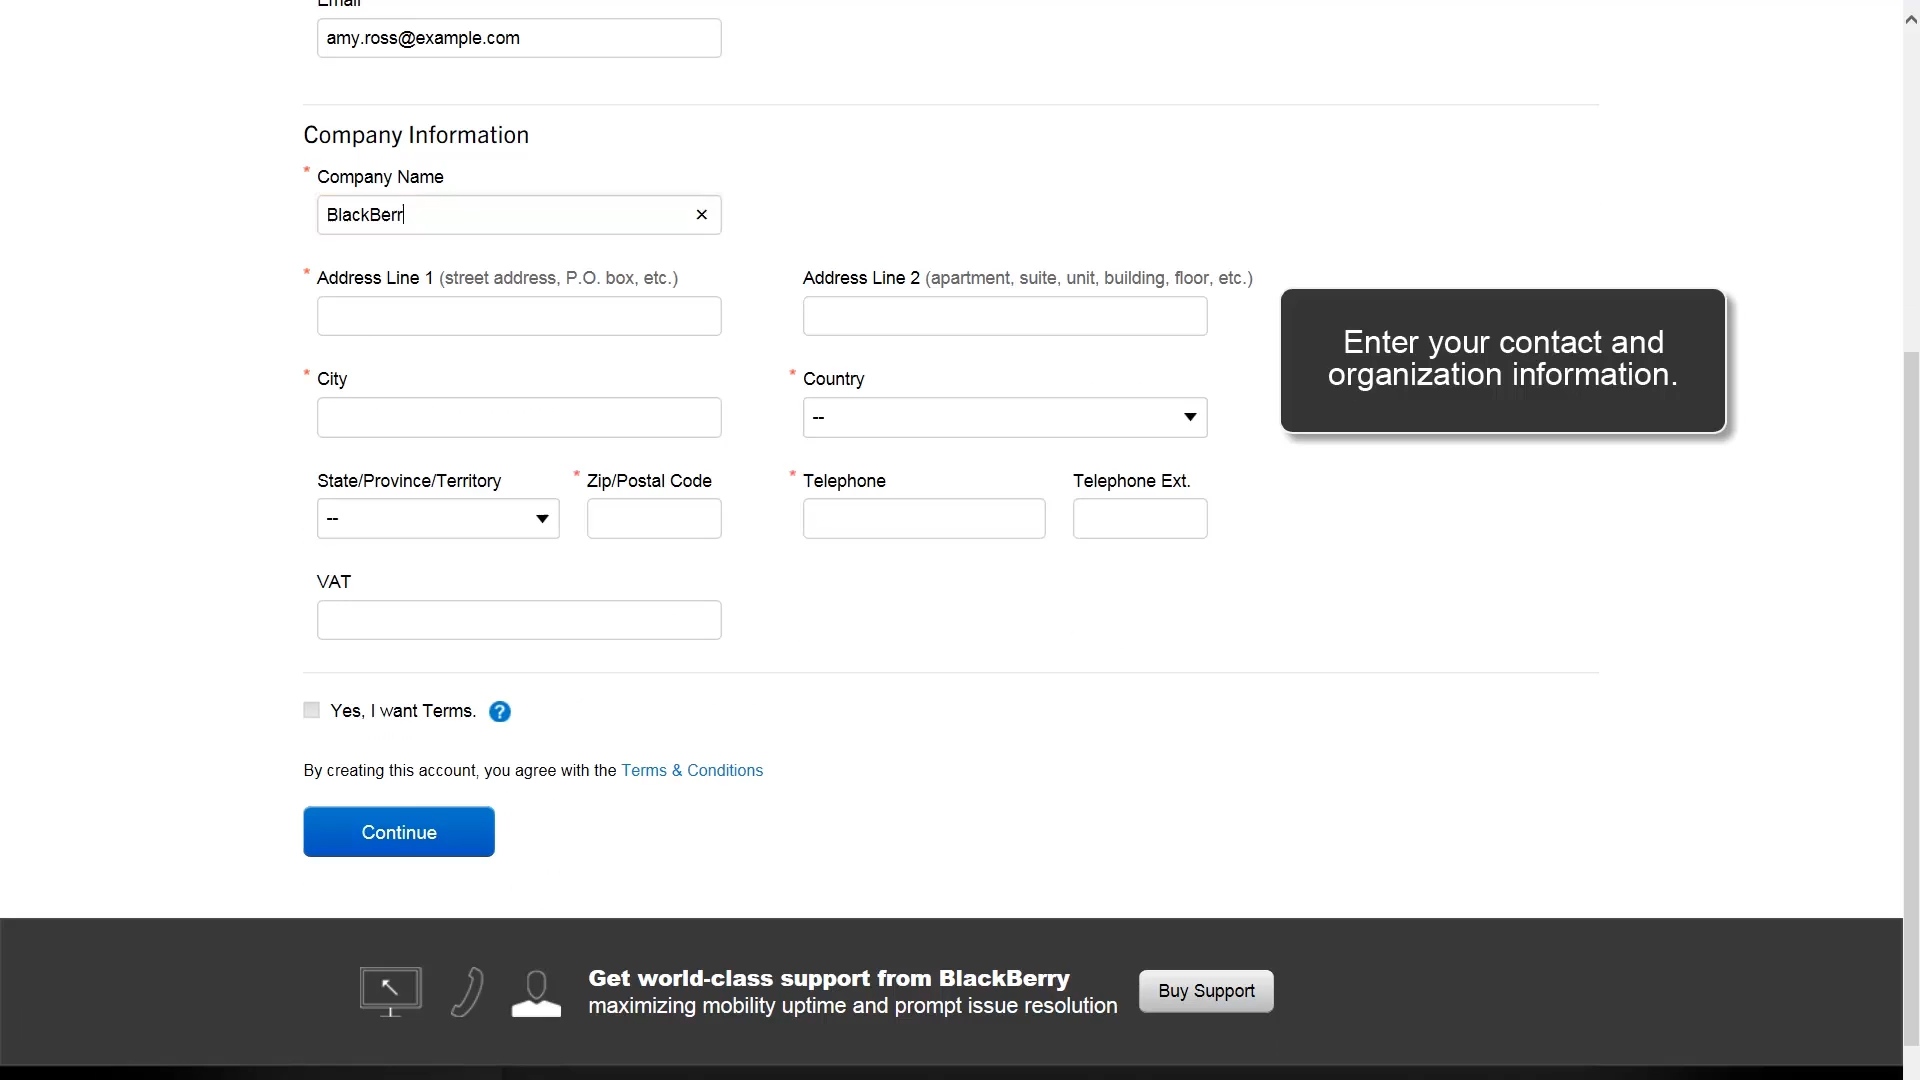 Email
amy.ross@example.com
Company Information
* Company Name
BlackBerr
* Address Line 1 (street address, P.O. box, etc.)
Address Line 2 (apartment, suite, unit, building, floor, etc.)
Enter your contact and
organization information.
* City
* Country
--
State/Province/Territory
* Zip/Postal Code
* Telephone
Telephone Ext.
--
VAT
Yes, I want Terms. ?
By creating this account, you agree with the Terms & Conditions
Continue
Get world-class support from BlackBerry
maximizing mobility uptime and prompt issue resolution
Buy Support